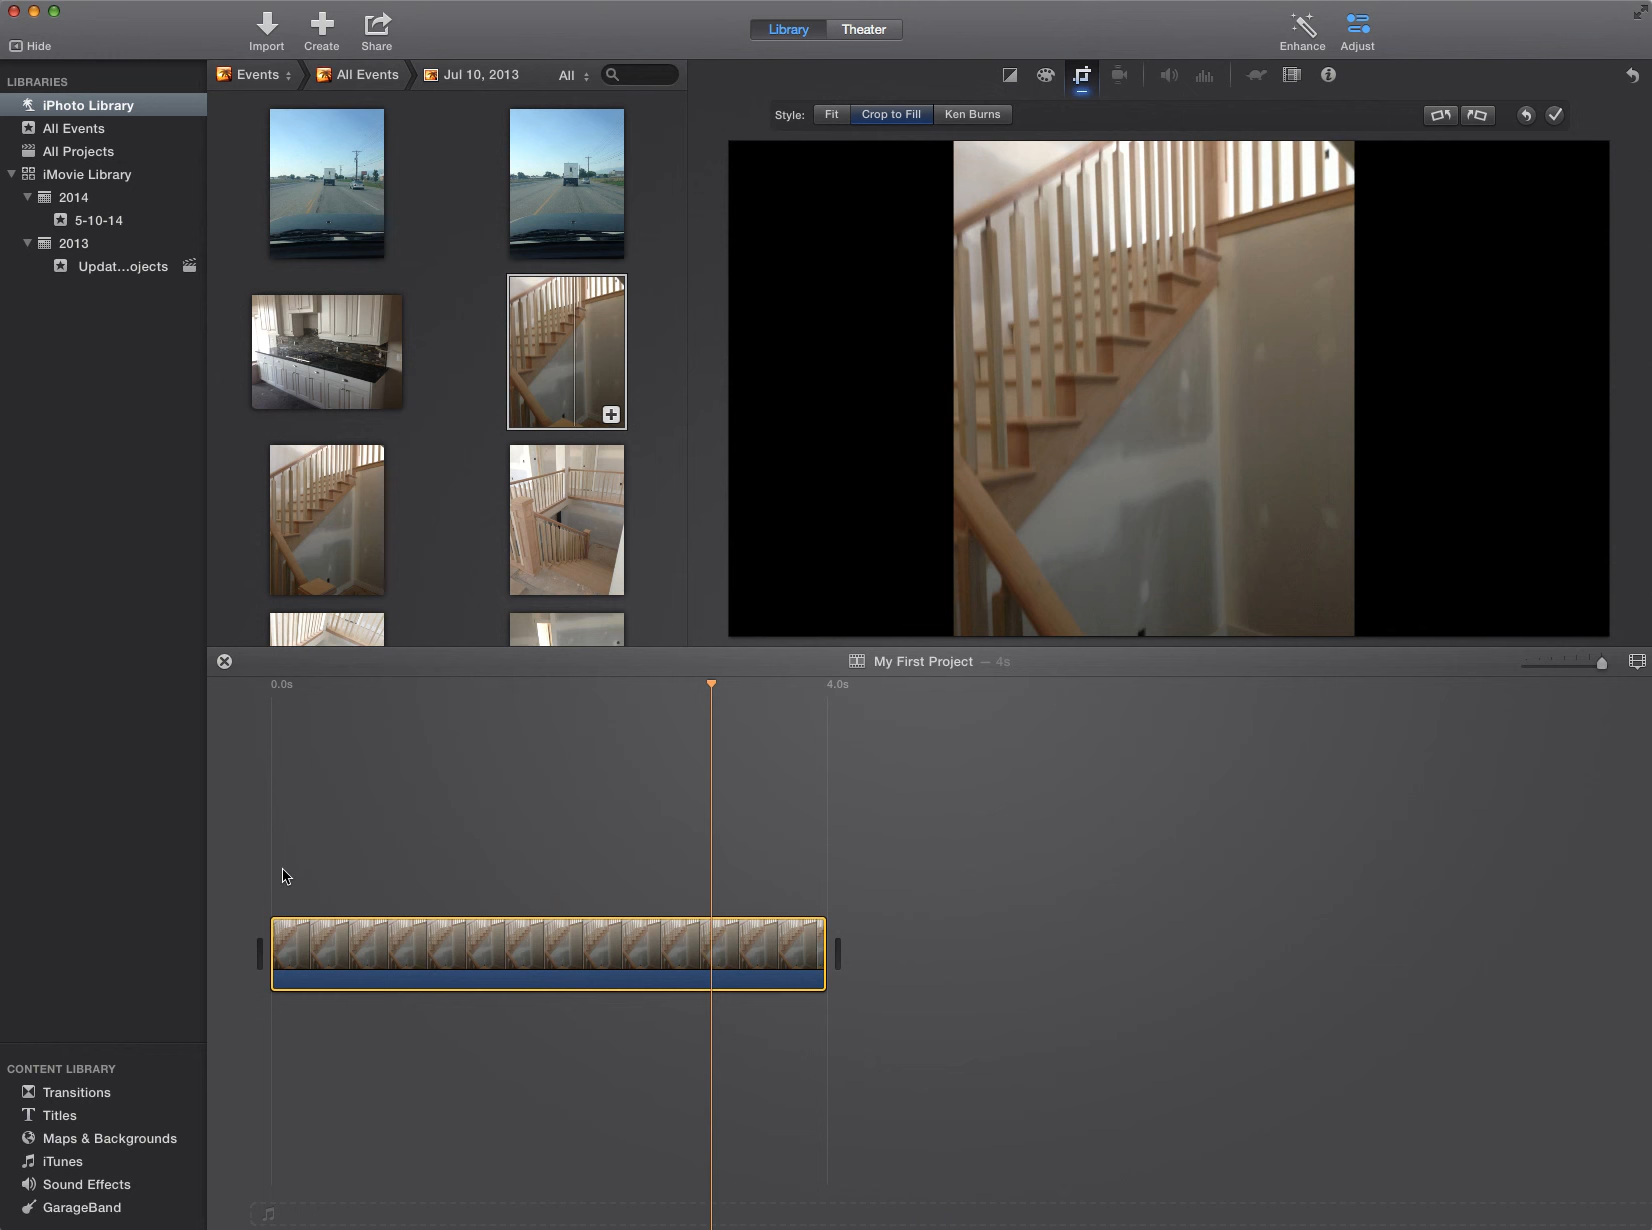 Import
Create
Share
Library
Theater
Enhance
Adjust
Hide
LIBRARIES
iPhoto Library
All Events
All Projects
iMovie Library
2014
5-10-14
2013
Updat...ojects
Events
All Events
Jul 10, 2013
All
Style:
Fit
Crop to Fill
Ken Burns
My First Project — 4s
0.0s
4.0s
CONTENT LIBRARY
Transitions
Titles
Maps & Backgrounds
iTunes
Sound Effects
GarageBand